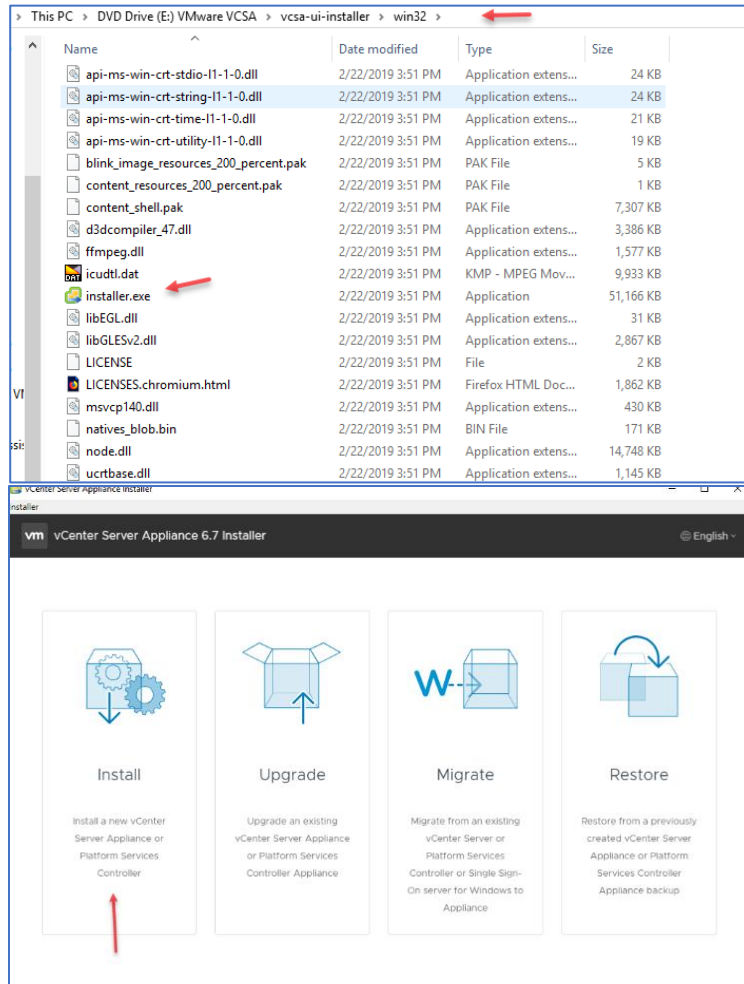 This PC > DVD Drive (E:) VMware VCSA > vcsa-ui-installer > win32 >
Name Date modified Type Size
api-ms-win-crt-stdio-l1-1-0.dll 2/22/2019 3:51 PM Application extens... 24 KB
api-ms-win-crt-string-l1-1-0.dll 2/22/2019 3:51 PM Application extens... 24 KB
api-ms-win-crt-time-l1-1-0.dll 2/22/2019 3:51 PM Application extens... 21 KB
api-ms-win-crt-utility-l1-1-0.dll 2/22/2019 3:51 PM Application extens... 19 KB
blink_image_resources_200_percent.pak 2/22/2019 3:51 PM PAK File 5 KB
content_resources_200_percent.pak 2/22/2019 3:51 PM PAK File 1 KB
content_shell.pak 2/22/2019 3:51 PM PAK File 7,307 KB
d3dcompiler_47.dll 2/22/2019 3:51 PM Application extens... 3,386 KB
ffmpeg.dll 2/22/2019 3:51 PM Application extens... 1,577 KB
icudtl.dat 2/22/2019 3:51 PM KMP - MPEG Mov... 9,933 KB
installer.exe 2/22/2019 3:51 PM Application 51,166 KB
libEGL.dll 2/22/2019 3:51 PM Application extens... 31 KB
libGLESv2.dll 2/22/2019 3:51 PM Application extens... 2,867 KB
LICENSE 2/22/2019 3:51 PM File 2 KB
LICENSES.chromium.html 2/22/2019 3:51 PM Firefox HTML Doc... 1,862 KB
msvcp140.dll 2/22/2019 3:51 PM Application extens... 430 KB
natives_blob.bin 2/22/2019 3:51 PM BIN File 171 KB
node.dll 2/22/2019 3:51 PM Application extens... 14,748 KB
ucrtbase.dll 2/22/2019 3:51 PM Application extens... 1,145 KB
vCenter Server Appliance Installer
Installer
vm vCenter Server Appliance 6.7 Installer English
Install
Install a new vCenter
Server Appliance or
Platform Services
Controller
Upgrade
Upgrade an existing
vCenter Server Appliance
or Platform Services
Controller Appliance
Migrate
Migrate from an existing
vCenter Server or
Platform Services
Controller or Single Sign-
On server for Windows to
Appliance
Restore
Restore from a previously
created vCenter Server
Appliance or Platform
Services Controller
Appliance backup